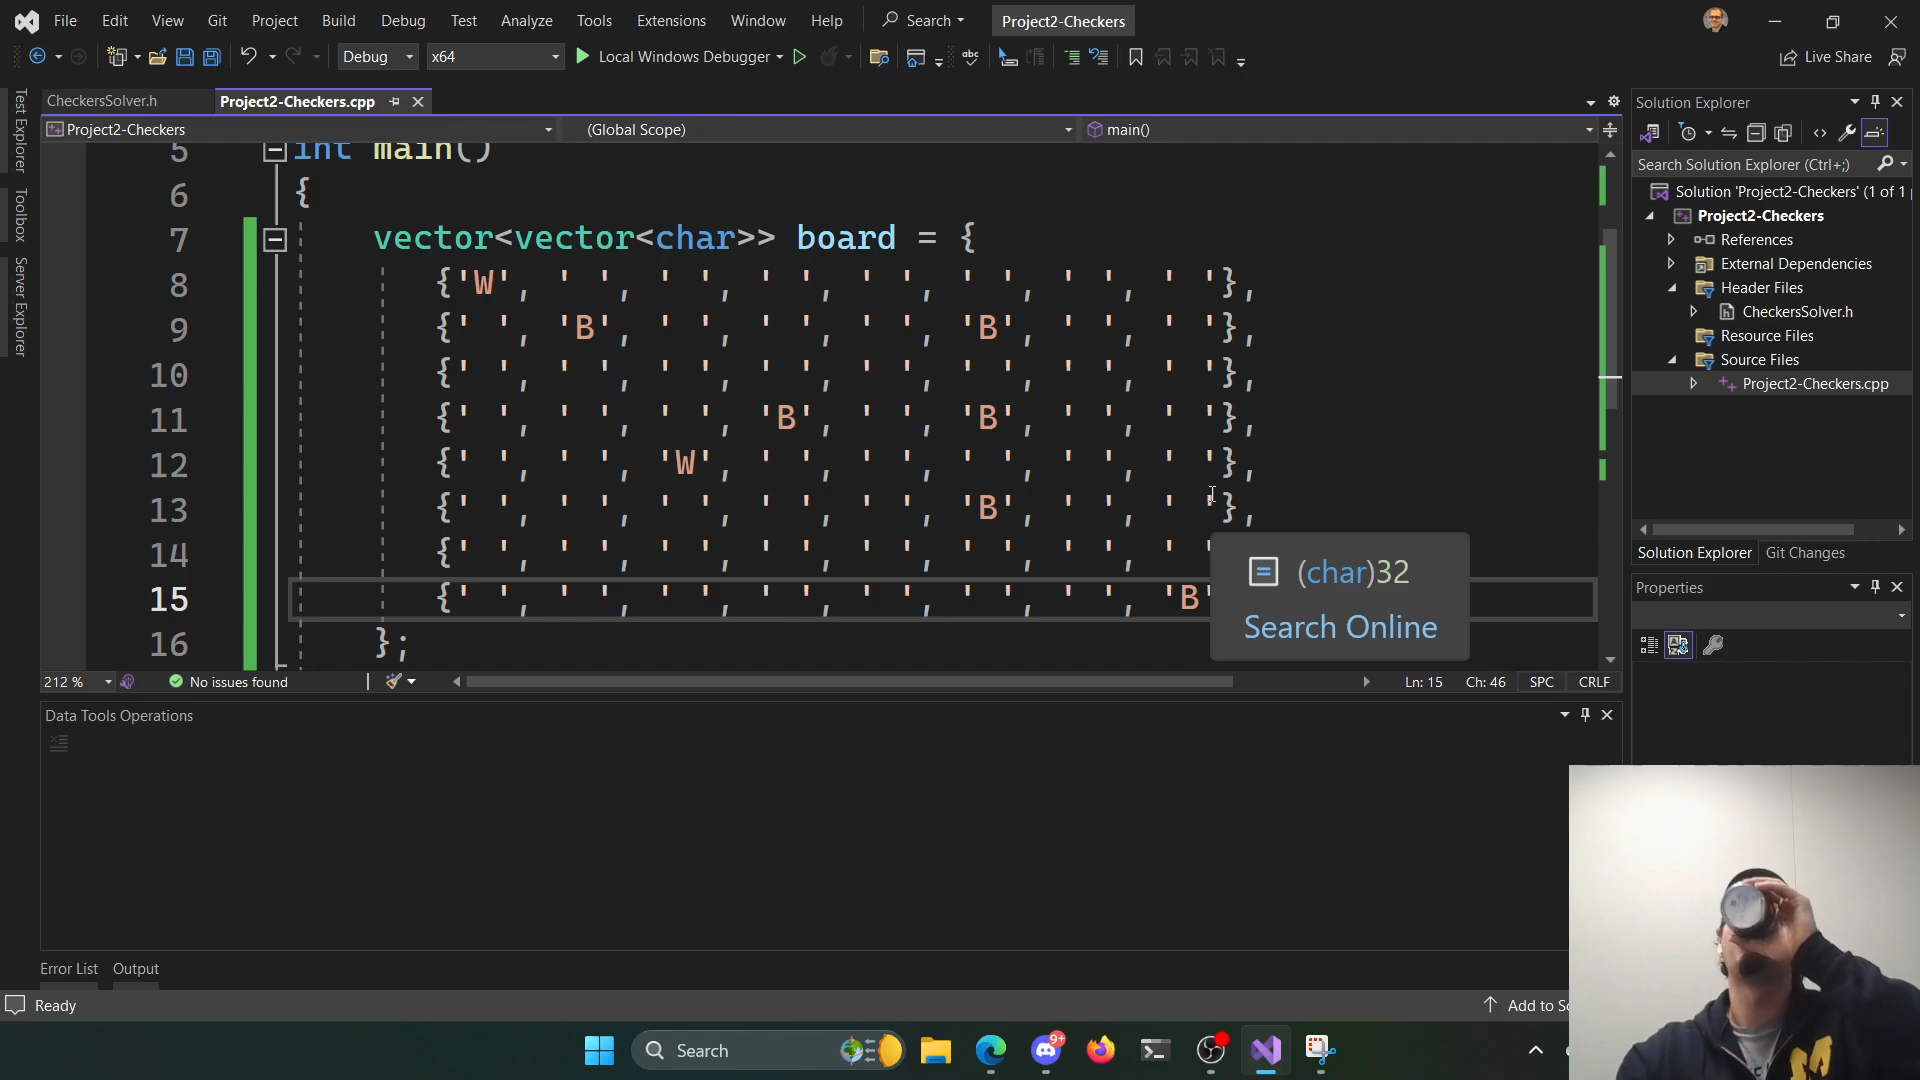 File Edit View Git Project Build Debug Test Analyze Tools Extensions Window Help Search Project2-Checkers
Debug x64 Local Windows Debugger Live Share
CheckersSolver.h Project2-Checkers.cpp
Project2-Checkers (Global Scope) main()
Test Explorer
Toolbox
Server Explorer
5 int main()
6 {
7 vector<vector<char>> board = {
8 {'W', ' ', ' ', ' ', ' ', ' ', ' ', ' '},
9 {' ', 'B', ' ', ' ', ' ', 'B', ' ', ' '},
10 {' ', ' ', ' ', ' ', ' ', ' ', ' ', ' '},
11 {' ', ' ', ' ', 'B', ' ', 'B', ' ', ' '},
12 {' ', ' ', 'W', ' ', ' ', ' ', ' ', ' '},
13 {' ', ' ', ' ', ' ', ' ', 'B', ' ', ' '},
14 {' ', ' ', ' ', ' ', ' ', ' ', ' ', ' '
15 {' ', ' ', ' ', ' ', ' ', ' ', ' ', 'B'
16 };
(char)32
Search Online
212 % No issues found Ln: 15 Ch: 46 SPC CRLF
Data Tools Operations
Error List Output
Ready Add to So
Solution Explorer
Search Solution Explorer (Ctrl+;)
Solution 'Project2-Checkers' (1 of 1 p
Project2-Checkers
References
External Dependencies
Header Files
CheckersSolver.h
Resource Files
Source Files
Project2-Checkers.cpp
Solution Explorer Git Changes
Properties
Search 9+
M